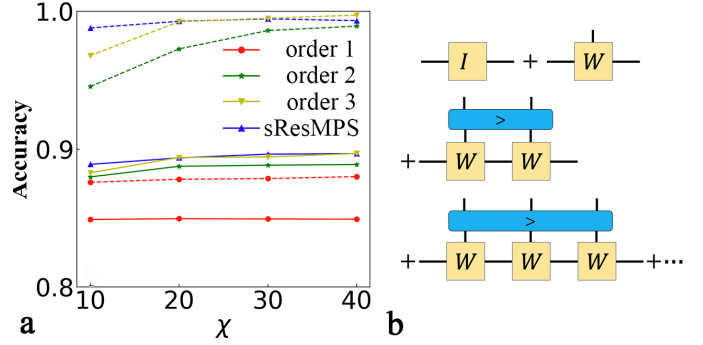 1.0
0.9
0.8
Accuracy
order 1
order 2
order 3
sResMPS
10 20 30 40
χ
a
I + W
>
+ W W
>
+ W W W +...
b